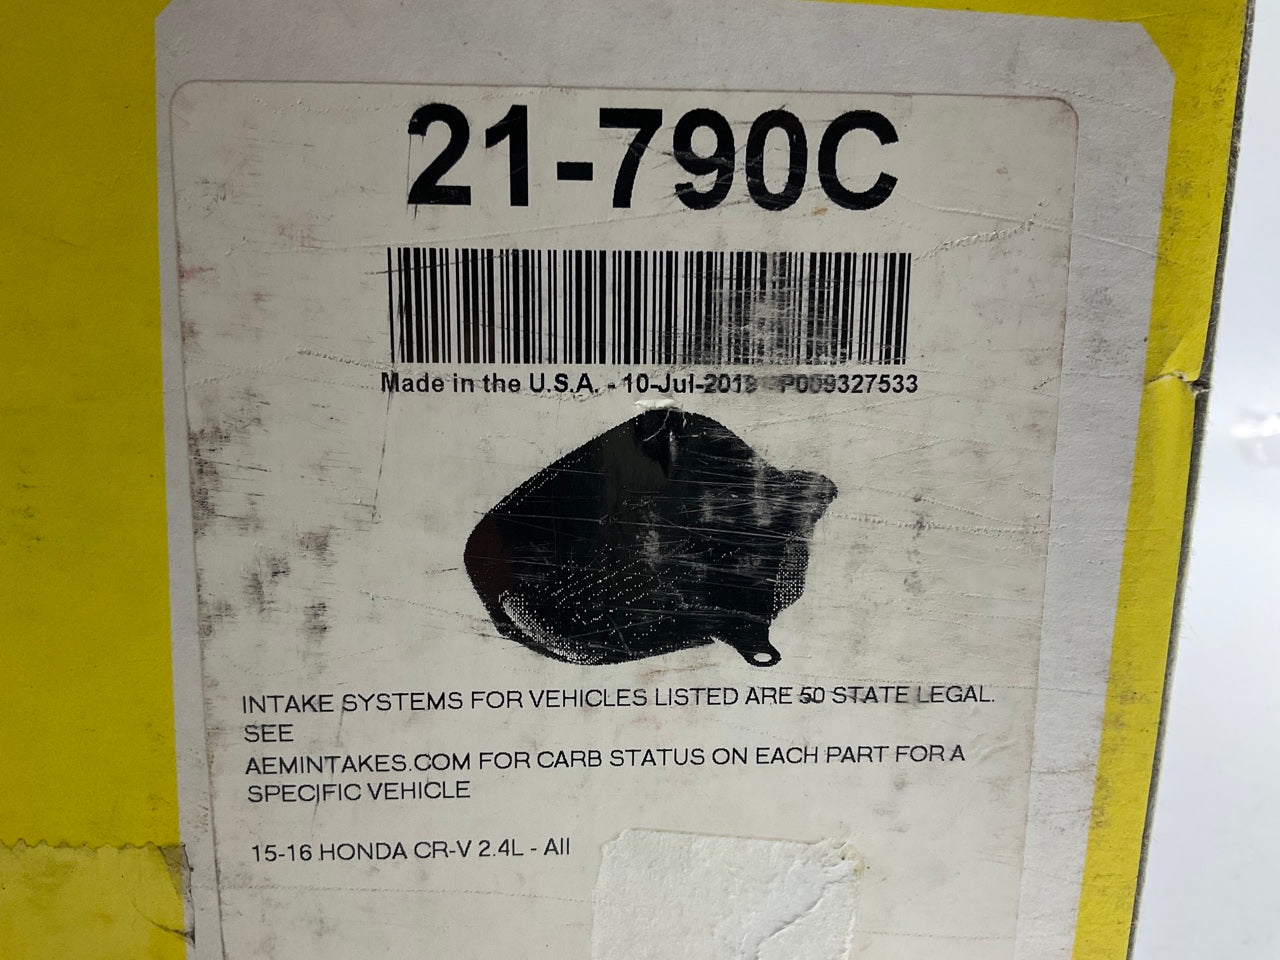 21-790C
Made in the U.S.A. - 10-Jul-2019 P009327533
INTAKE SYSTEMS FOR VEHICLES LISTED ARE 50 STATE LEGAL.
SEE
AEMINTAKES.COM FOR CARB STATUS ON EACH PART FOR A
SPECIFIC VEHICLE
15-16 HONDA CR-V 2.4L - All